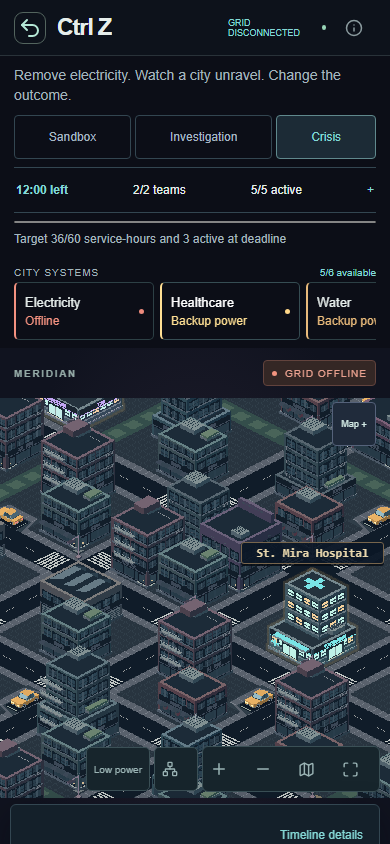 Ctrl Z
GRID
DISCONNECTED
Remove electricity. Watch a city unravel. Change the
outcome.
Sandbox
Investigation
Crisis
12:00 left
2/2 teams
5/5 active
+
Target 36/60 service-hours and 3 active at deadline
CITY SYSTEMS
5/6 available
Electricity
Offline
Healthcare
Backup power
Water
Backup pow
MERIDIAN
GRID OFFLINE
Map +
St. Mira Hospital
Low power
Timeline details